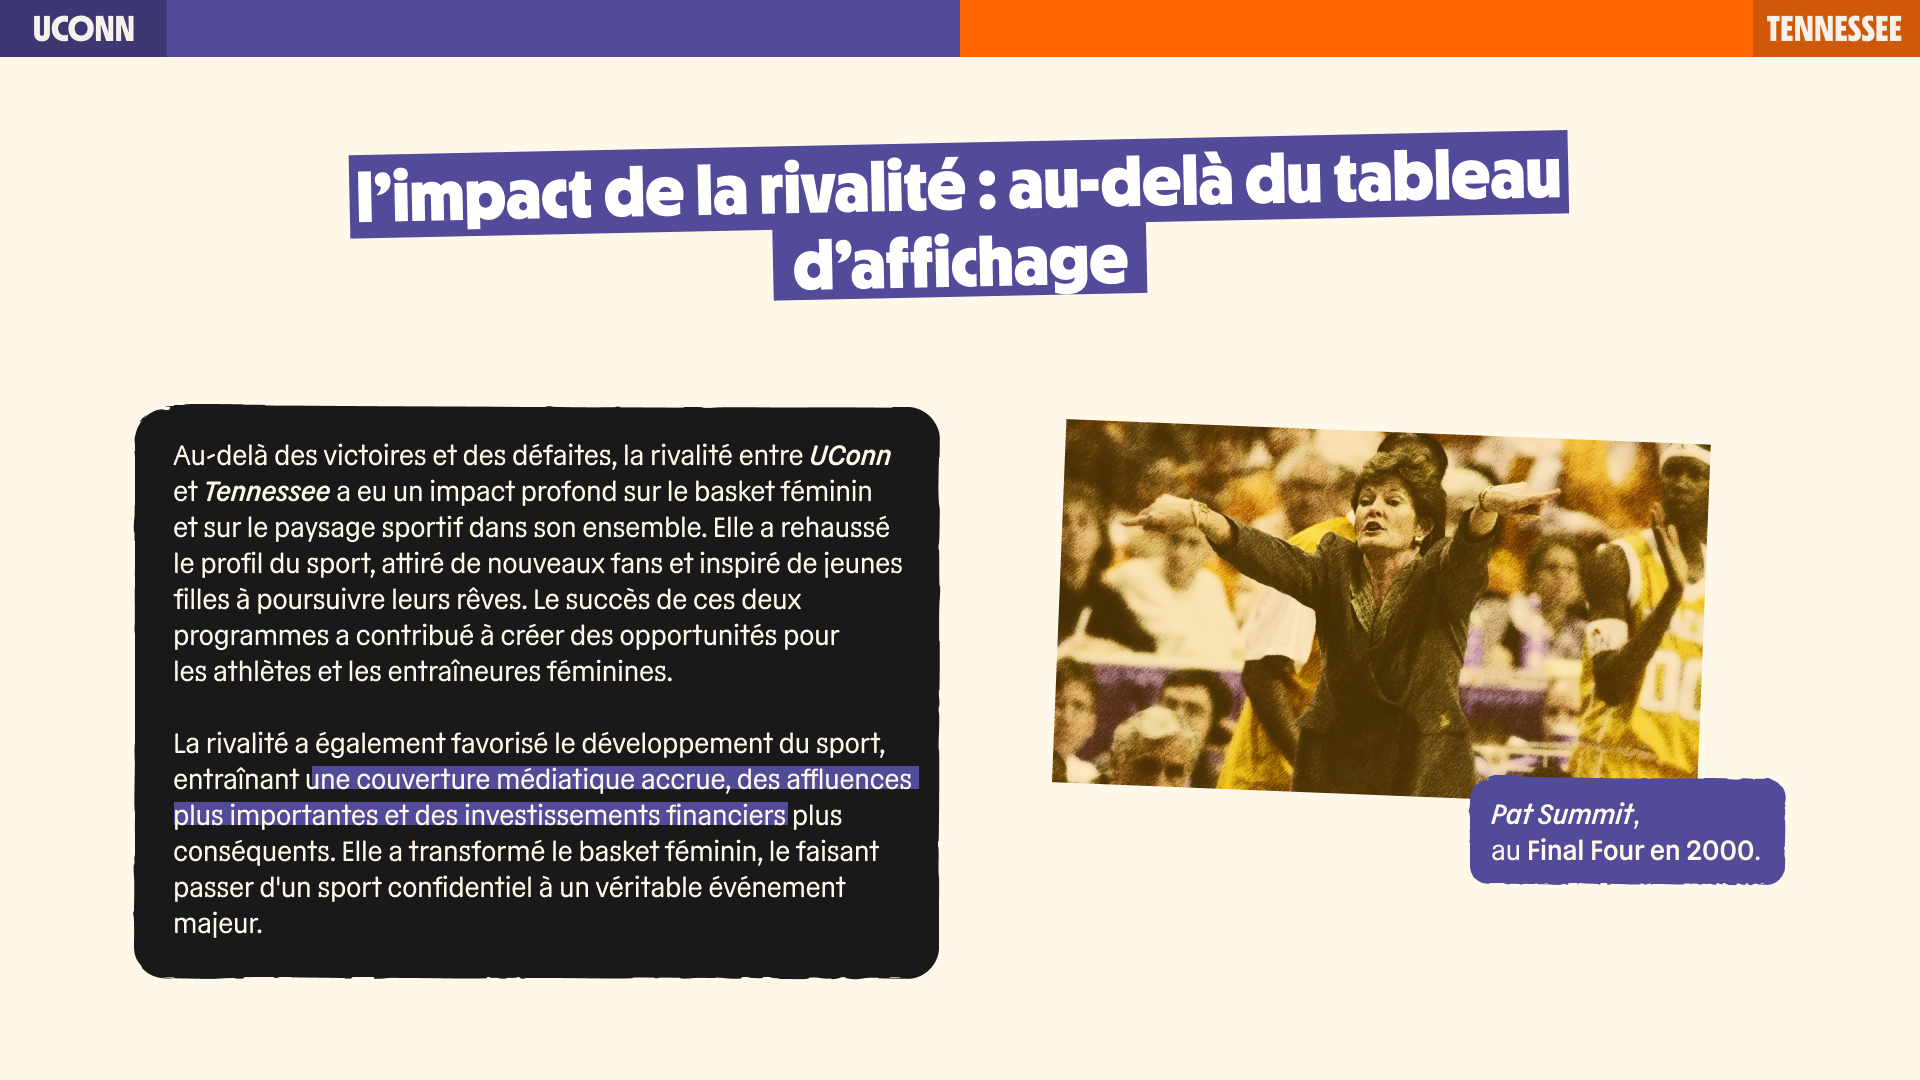 UCONN
TENNESSEE
l’impact de la rivalité : au-delà du tableau
d’affichage
Au-delà des victoires et des défaites, la rivalité entre UConn
et Tennessee a eu un impact profond sur le basket féminin
et sur le paysage sportif dans son ensemble. Elle a rehaussé
le profil du sport, attiré de nouveaux fans et inspiré de jeunes
filles à poursuivre leurs rêves. Le succès de ces deux
programmes a contribué à créer des opportunités pour
les athlètes et les entraîneures féminines.
La rivalité a également favorisé le développement du sport,
entraînant une couverture médiatique accrue, des affluences
plus importantes et des investissements financiers plus
conséquents. Elle a transformé le basket féminin, le faisant
passer d'un sport confidentiel à un véritable événement
majeur.
Pat Summit,
au Final Four en 2000.